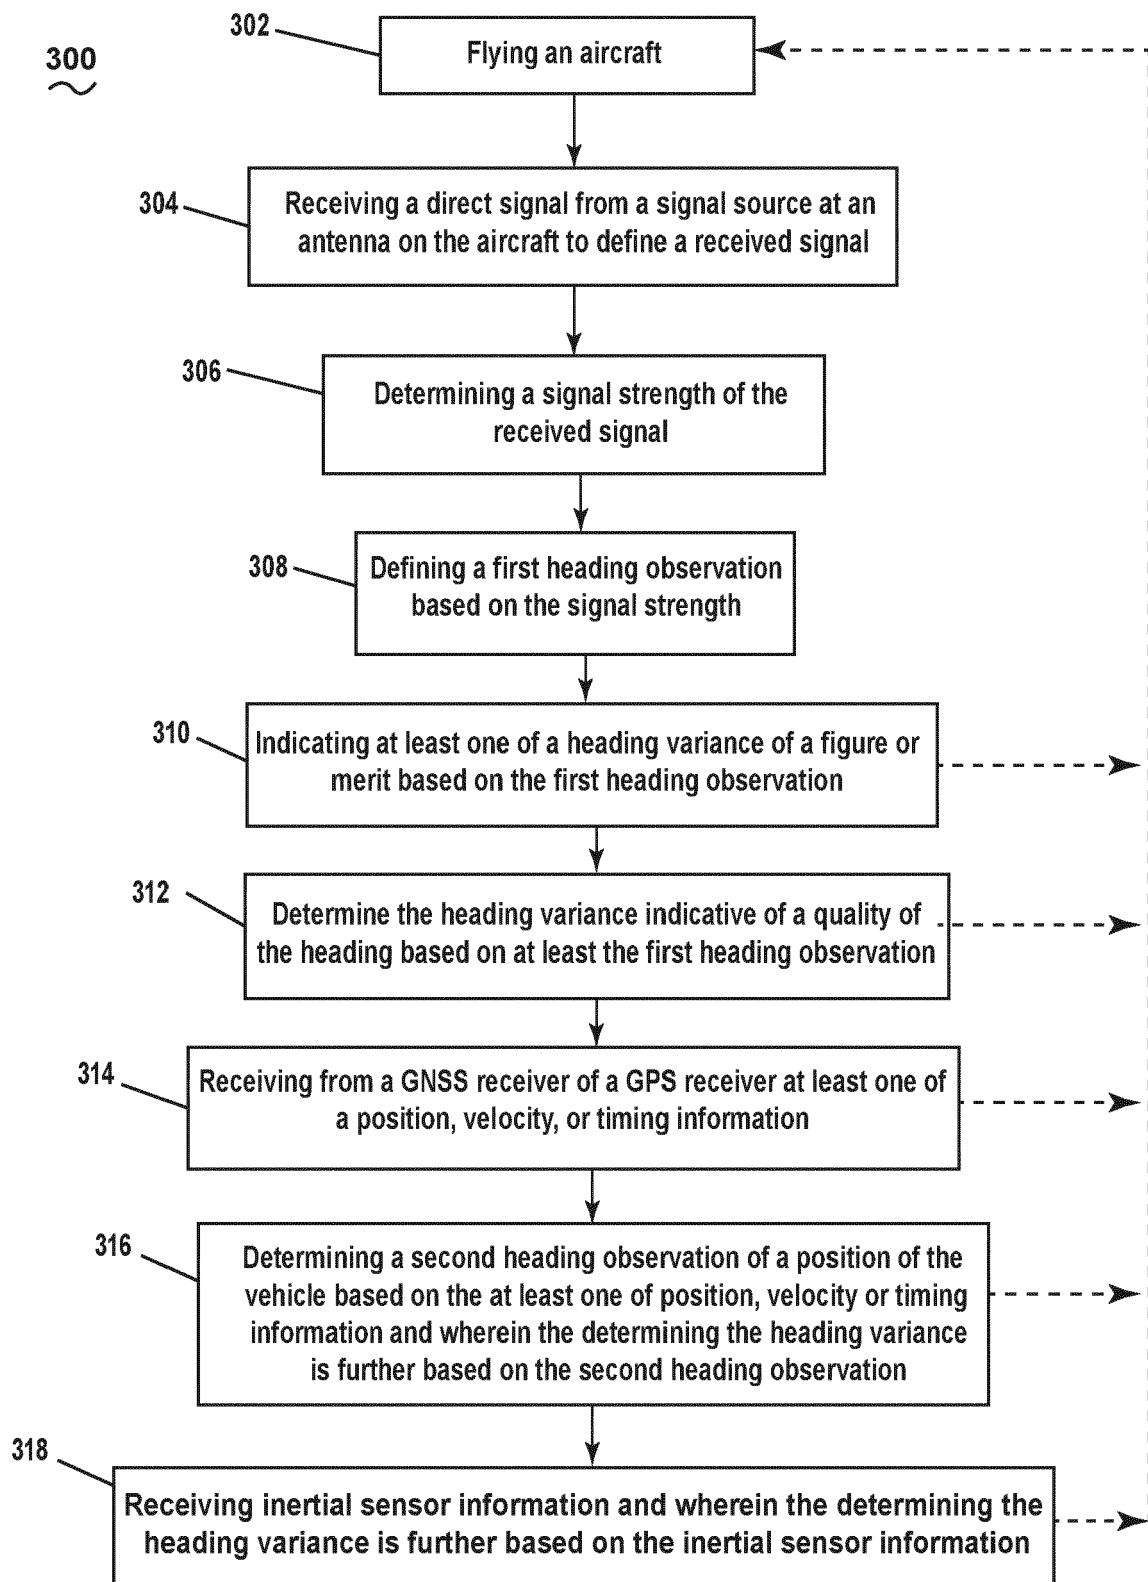 300
302
Flying an aircraft
304
Receiving a direct signal from a signal source at an
antenna on the aircraft to define a received signal
306
Determining a signal strength of the
received signal
308
Defining a first heading observation
based on the signal strength
310
Indicating at least one of a heading variance of a figure or
merit based on the first heading observation
312
Determine the heading variance indicative of a quality of
the heading based on at least the first heading observation
314
Receiving from a GNSS receiver of a GPS receiver at least one of
a position, velocity, or timing information
316
Determining a second heading observation of a position of the
vehicle based on the at least one of position, velocity or timing
information and wherein the determining the heading variance
is further based on the second heading observation
318
Receiving inertial sensor information and wherein the determining the
heading variance is further based on the inertial sensor information